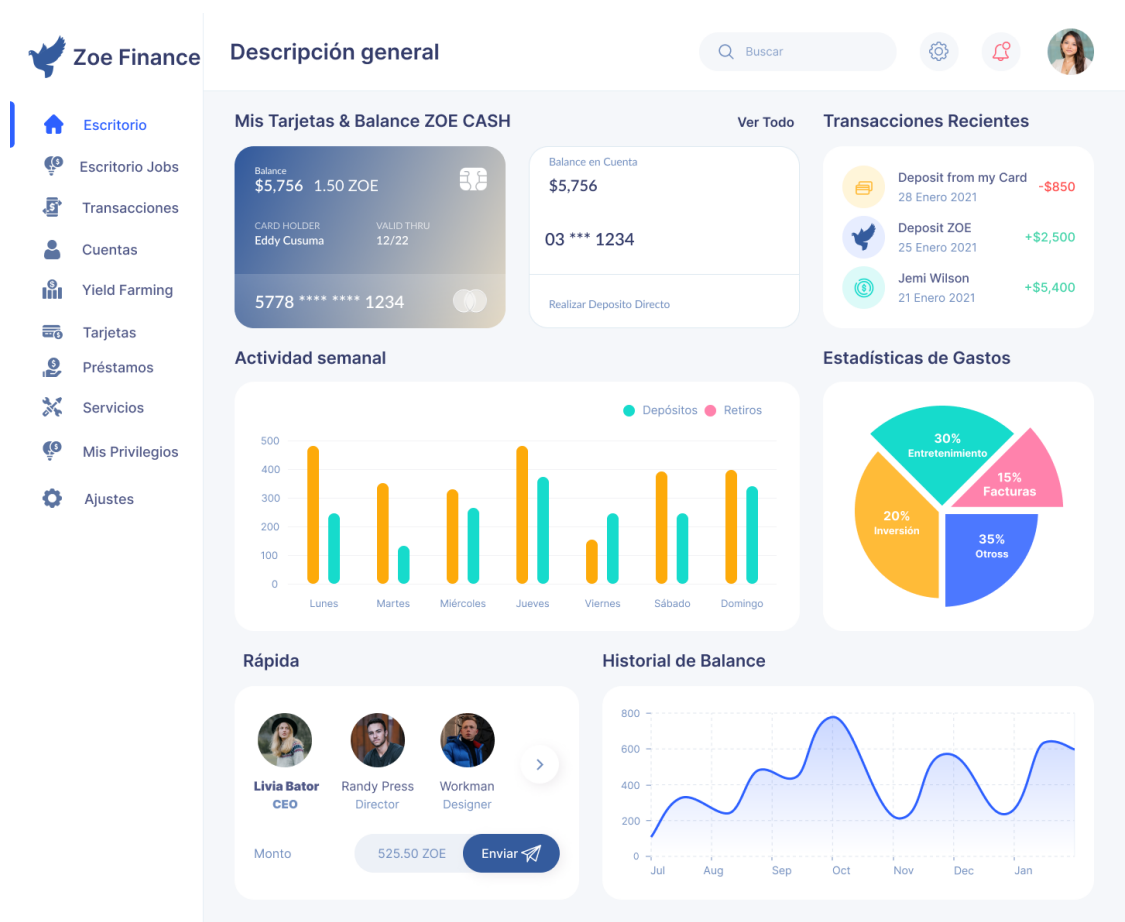 Zoe Finance
Descripción general
Buscar
Escritorio
Escritorio Jobs
Transacciones
Cuentas
Yield Farming
Tarjetas
Préstamos
Servicios
Mis Privilegios
Ajustes
Mis Tarjetas & Balance ZOE CASH
Ver Todo
Balance
$5,756 1.50 ZOE
CARD HOLDER
Eddy Cusuma
VALID THRU
12/22
5778 **** **** 1234
Balance en Cuenta
$5,756
03 *** 1234
Realizar Deposito Directo
Transacciones Recientes
Deposit from my Card
28 Enero 2021
-$850
Deposit ZOE
25 Enero 2021
+$2,500
Jemi Wilson
21 Enero 2021
+$5,400
Actividad semanal
Depósitos
Retiros
500
400
300
200
100
0
Lunes
Martes
Miércoles
Jueves
Viernes
Sábado
Domingo
Estadísticas de Gastos
30%
Entretenimiento
15%
Facturas
20%
Inversión
35%
Otross
Rápida
Livia Bator
CEO
Randy Press
Director
Workman
Designer
Monto
525.50 ZOE
Enviar
Historial de Balance
800
600
400
200
0
Jul
Aug
Sep
Oct
Nov
Dec
Jan